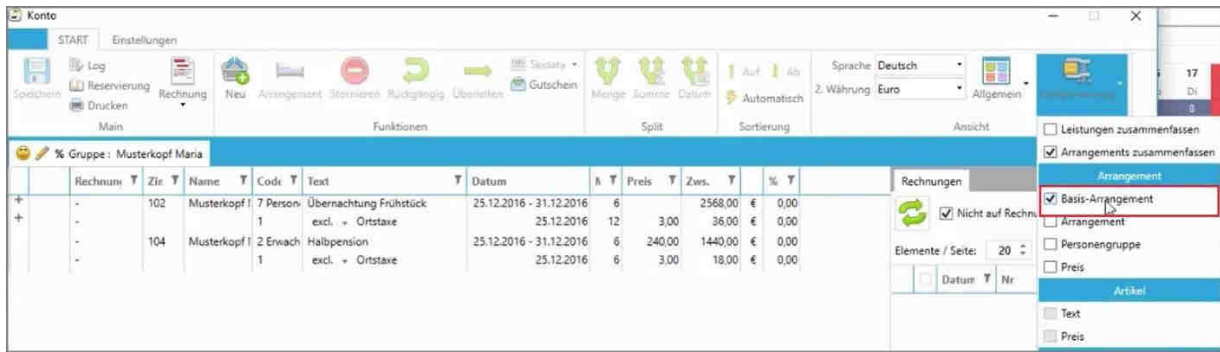 Konto
START Einstellungen
Speichern
Log
Reservierung
Drucken
Rechnung
Main
Neu
Arrangement
Stornieren
Rückgängig
Überleiten
Skidata
Gutschein
Funktionen
Menge
Summe
Datum
Split
Auf Ab
Automatisch
Sortierung
Sprache Deutsch
2. Währung Euro
Allgemein
Ansicht
17
Di
8
% Gruppe : Musterkopf Maria
Zir Name Code Text Datum Preis Zws. %
- 102 Musterkopf 7 Person Übernachtung Frühstück 25.12.2016 - 31.12.2016 6 2568,00 € 0,00
- 1 excl. Ortstaxe 25.12.2016 12 3,00 36,00 € 0,00
- 104 Musterkopf 2 Erwach Halbpension 25.12.2016 - 31.12.2016 6 240,00 1440,00 € 0,00
- 1 excl. Ortstaxe 25.12.2016 6 3,00 18,00 € 0,00
Rechnungen
Nicht auf Rechnu
Elemente / Seite: 20
Datum Nr
Leistungen zusammenfassen
Arrangements zusammenfassen
Arrangement
Basis-Arrangement
Arrangement
Personengruppe
Preis
Artikel
Text
Preis